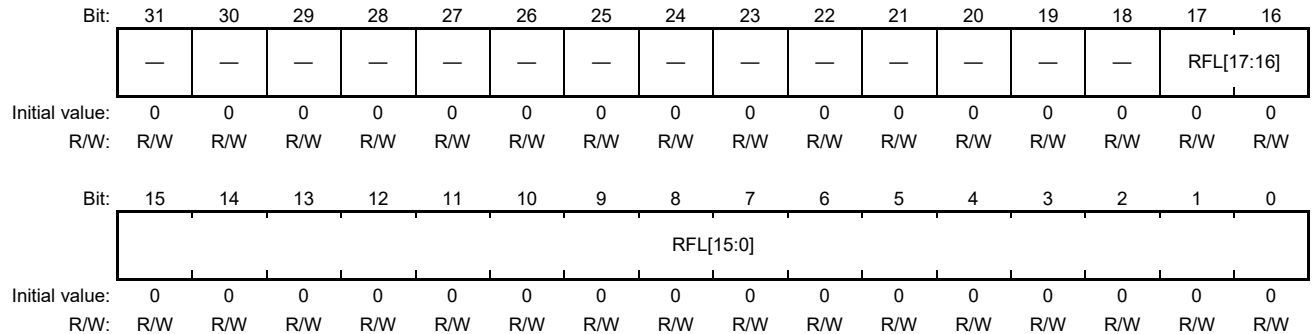 Bit: 31 30 29 28 27 26 25 24 23 22 21 20 19 18 17 16
— — — — — — — — — — — — — — RFL[17:16]
Initial value: 0 0 0 0 0 0 0 0 0 0 0 0 0 0 0 0
R/W: R/W R/W R/W R/W R/W R/W R/W R/W R/W R/W R/W R/W R/W R/W R/W R/W
Bit: 15 14 13 12 11 10 9 8 7 6 5 4 3 2 1 0
RFL[15:0]
Initial value: 0 0 0 0 0 0 0 0 0 0 0 0 0 0 0 0
R/W: R/W R/W R/W R/W R/W R/W R/W R/W R/W R/W R/W R/W R/W R/W R/W R/W